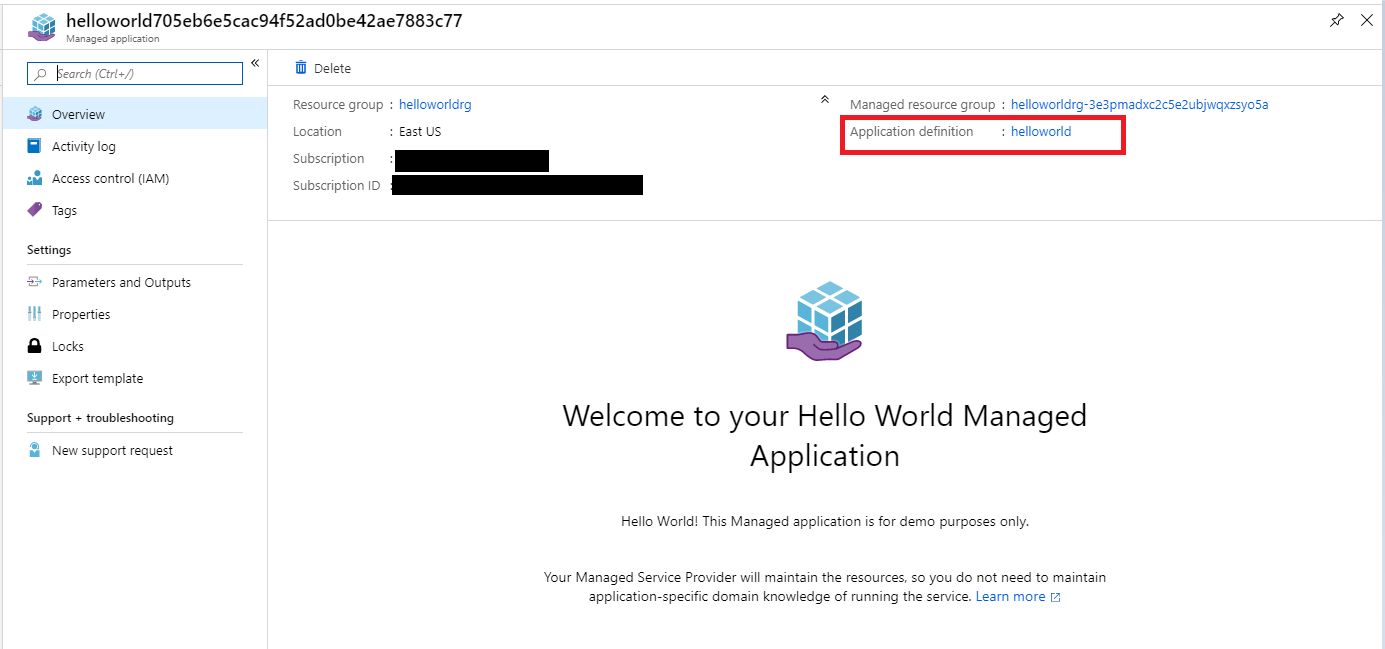 helloworld705eb6e5cac94f52ad0be42ae7883c77
Managed application
Search (Ctrl+/)
Overview
Activity log
Access control (IAM)
Tags
Settings
Parameters and Outputs
Properties
Locks
Export template
Support + troubleshooting
New support request
Delete
Resource group : helloworldrg
Location : East US
Subscription :
Subscription ID :
Managed resource group : helloworldrg-3e3pmadxc2c5e2ubjwqxzsyo5a
Application definition : helloworld
Welcome to your Hello World Managed
Application
Hello World! This Managed application is for demo purposes only.
Your Managed Service Provider will maintain the resources, so you do not need to maintain
application-specific domain knowledge of running the service. Learn more